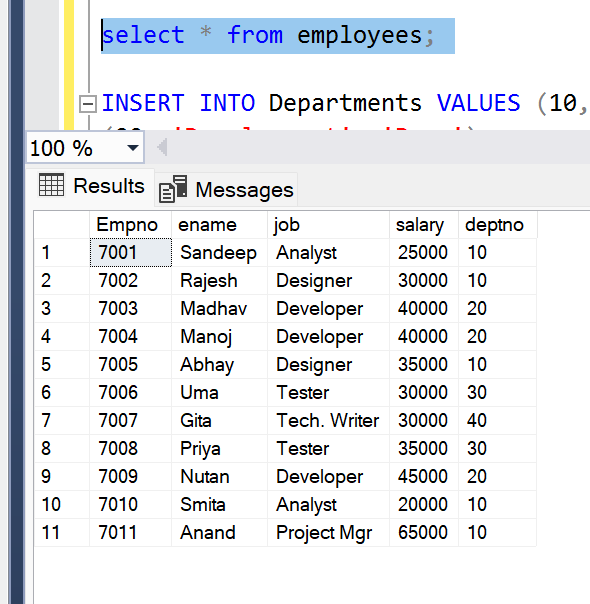 select * from employees;
INSERT INTO Departments VALUES (10,
100 %
Results Messages
Empno ename job salary deptno
1 7001 Sandeep Analyst 25000 10
2 7002 Rajesh Designer 30000 10
3 7003 Madhav Developer 40000 20
4 7004 Manoj Developer 40000 20
5 7005 Abhay Designer 35000 10
6 7006 Uma Tester 30000 30
7 7007 Gita Tech. Writer 30000 40
8 7008 Priya Tester 35000 30
9 7009 Nutan Developer 45000 20
10 7010 Smita Analyst 20000 10
11 7011 Anand Project Mgr 65000 10